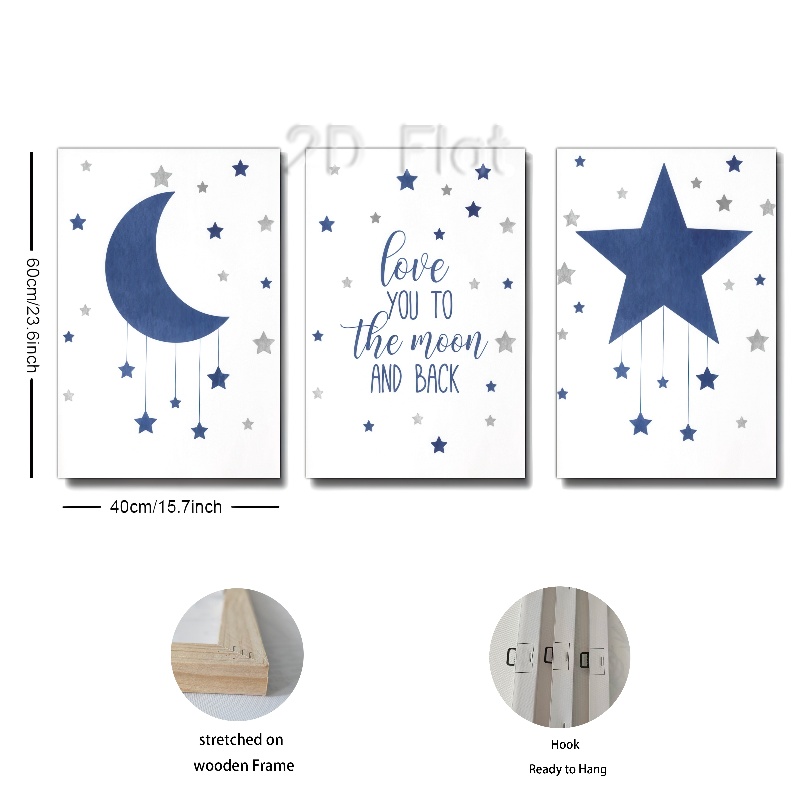 2D Flat
60cm/23.6inch
love
YOU TO
the moon
AND BACK
40cm/15.7inch
stretched on
wooden Frame
Hook
Ready to Hang